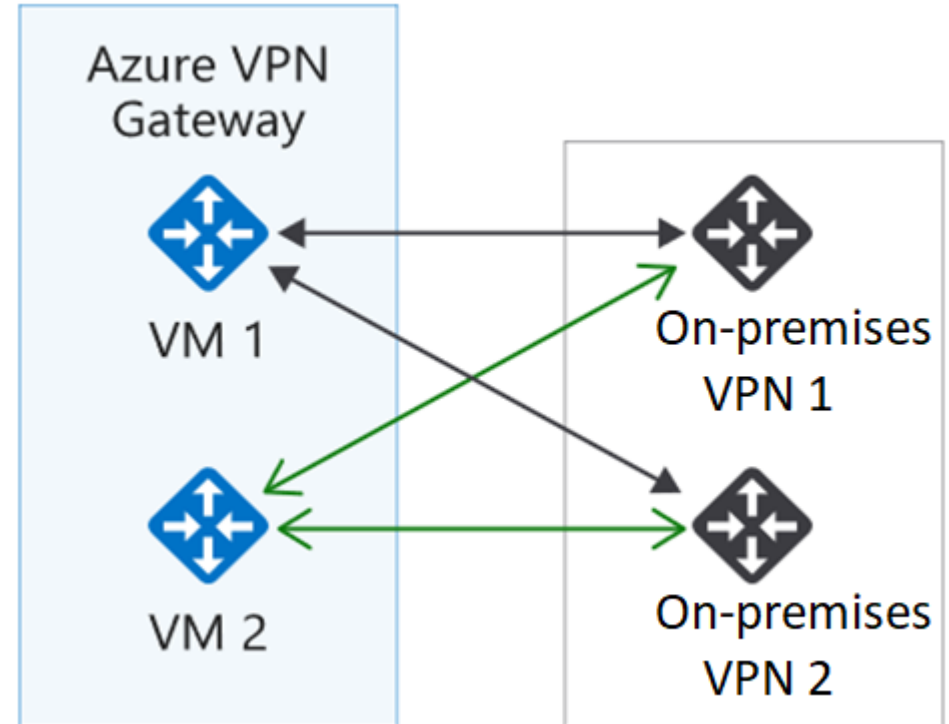 Azure VPN
Gateway
VM 1
On-premises
VPN 1
VM 2
On-premises
VPN 2